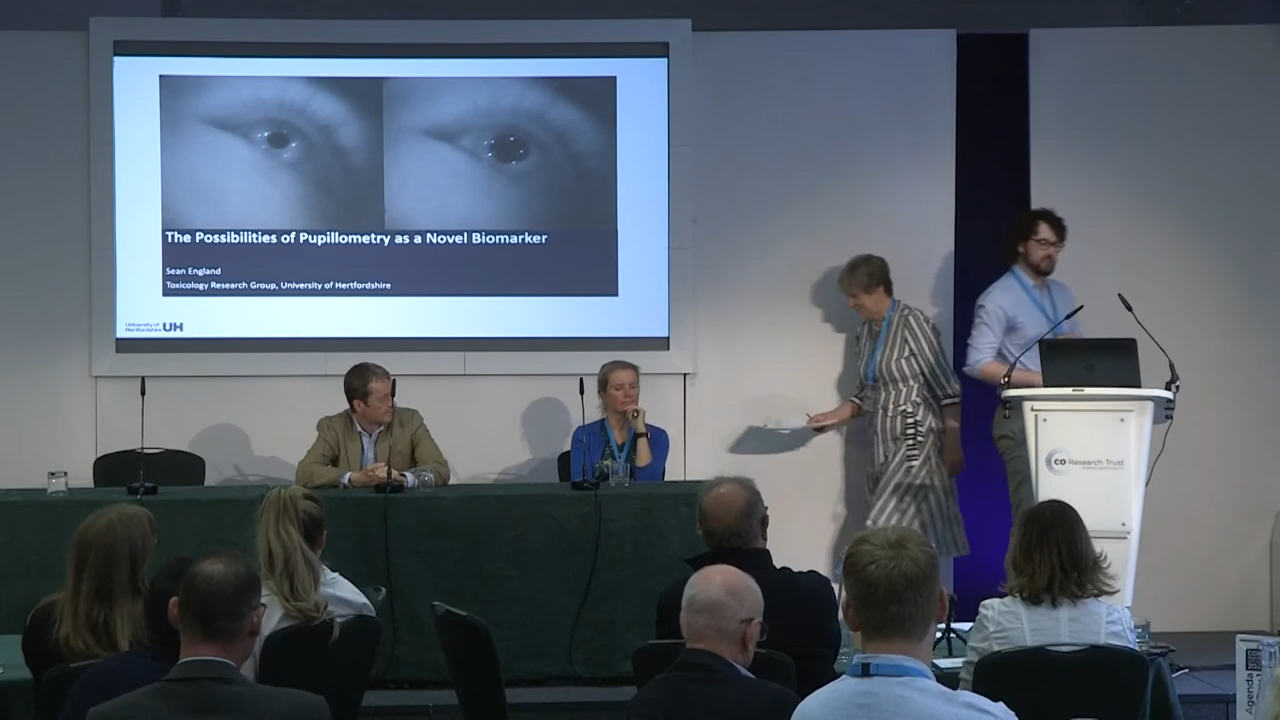 The Possibilities of Pupillometry as a Novel Biomarker
Sean England
Toxicology Research Group, University of Hertfordshire
University of
Hertfordshire UH
CO Research Trust
Agenda